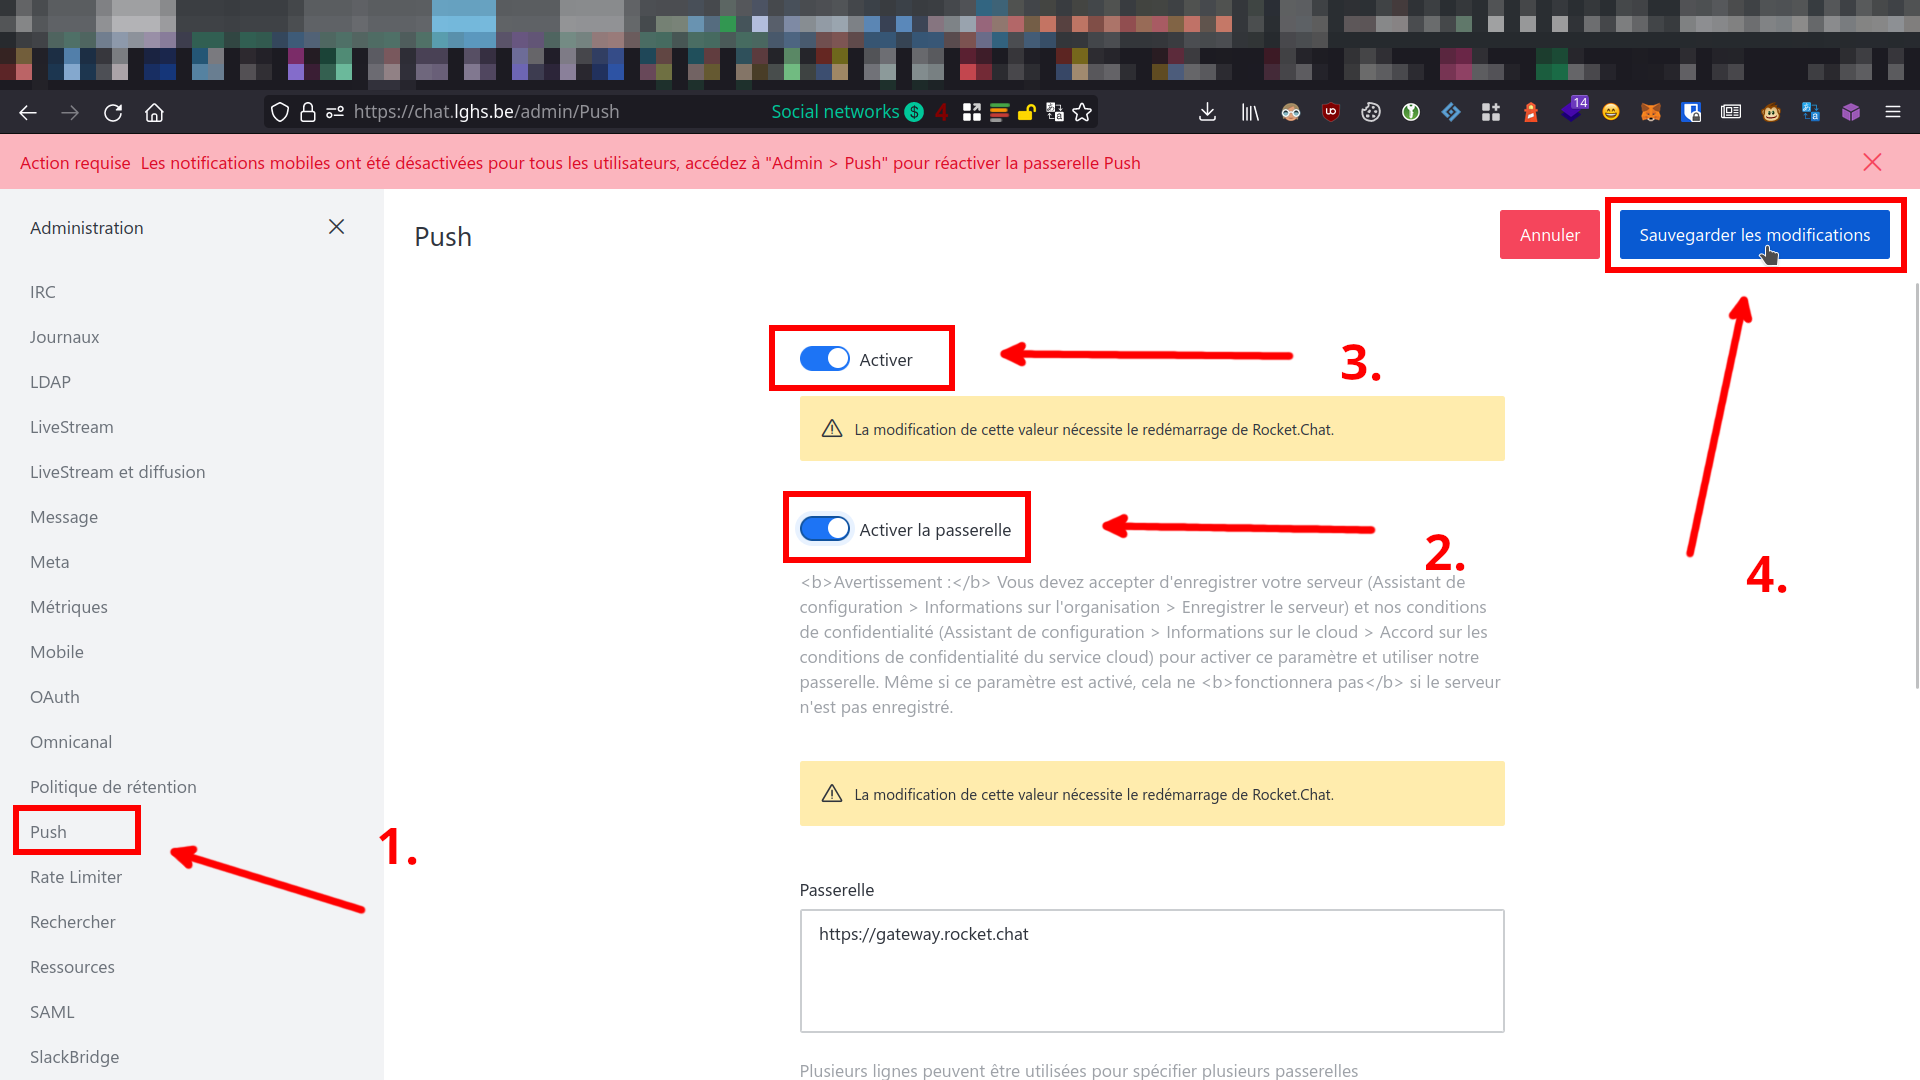 https://chat.lghs.be/admin/Push
Social networks
4
14
Action requise Les notifications mobiles ont été désactivées pour tous les utilisateurs, accédez à "Admin > Push" pour réactiver la passerelle Push
Administration
IRC
Journaux
LDAP
LiveStream
LiveStream et diffusion
Message
Meta
Métriques
Mobile
OAuth
Omnicanal
Politique de rétention
Push
Rate Limiter
Rechercher
Ressources
SAML
SlackBridge
1.
Push
Annuler
Sauvegarder les modifications
Activer
3.
La modification de cette valeur nécessite le redémarrage de Rocket.Chat.
Activer la passerelle
2.
4.
<b>Avertissement :</b> Vous devez accepter d'enregistrer votre serveur (Assistant de
configuration > Informations sur l'organisation > Enregistrer le serveur) et nos conditions
de confidentialité (Assistant de configuration > Informations sur le cloud > Accord sur les
conditions de confidentialité du service cloud) pour activer ce paramètre et utiliser notre
passerelle. Même si ce paramètre est activé, cela ne <b>fonctionnera pas</b> si le serveur
n'est pas enregistré.
La modification de cette valeur nécessite le redémarrage de Rocket.Chat.
Passerelle
https://gateway.rocket.chat
Plusieurs lignes peuvent être utilisées pour spécifier plusieurs passerelles